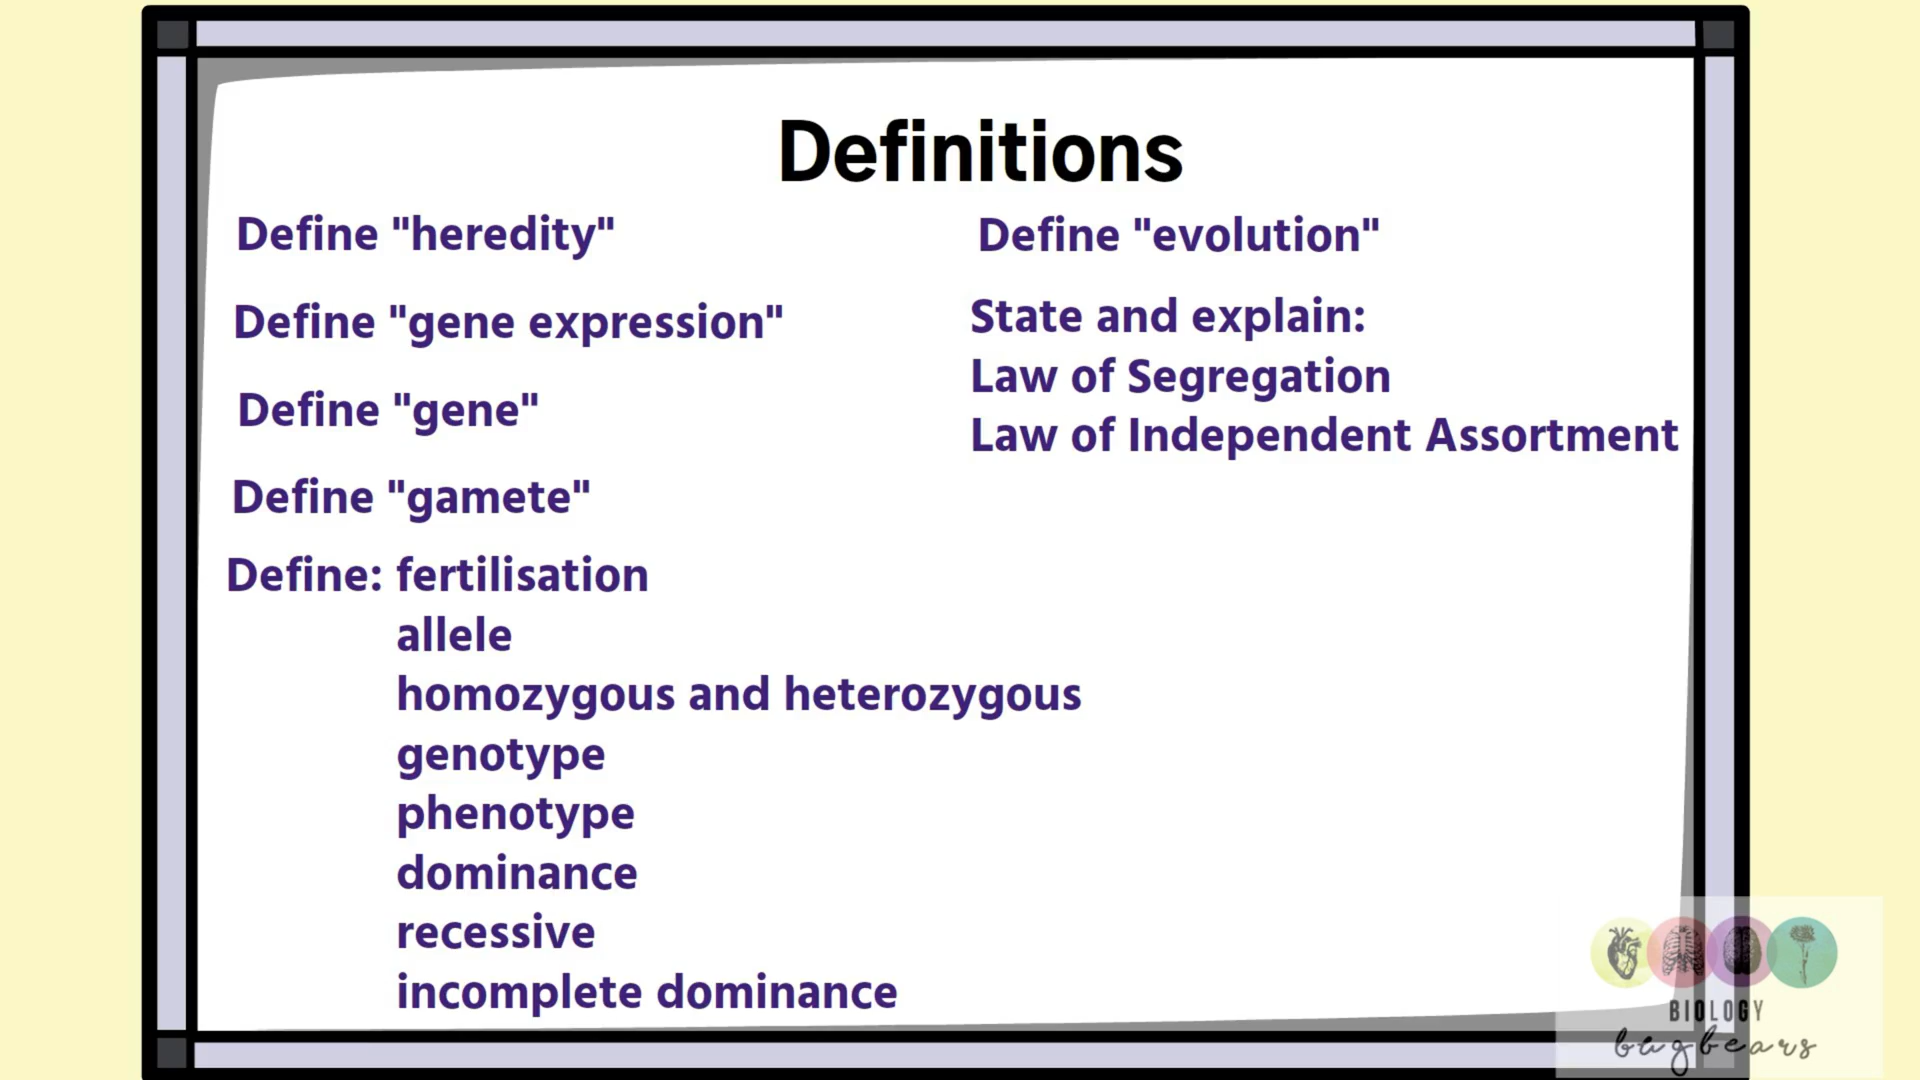 Definitions
Define "heredity"
Define "gene expression"
Define "gene"
Define "gamete"
Define: fertilisation
allele
homozygous and heterozygous
genotype
phenotype
dominance
recessive
incomplete dominance
Define "evolution"
State and explain:
Law of Segregation
Law of Independent Assortment
BIOLOGY
bugbears